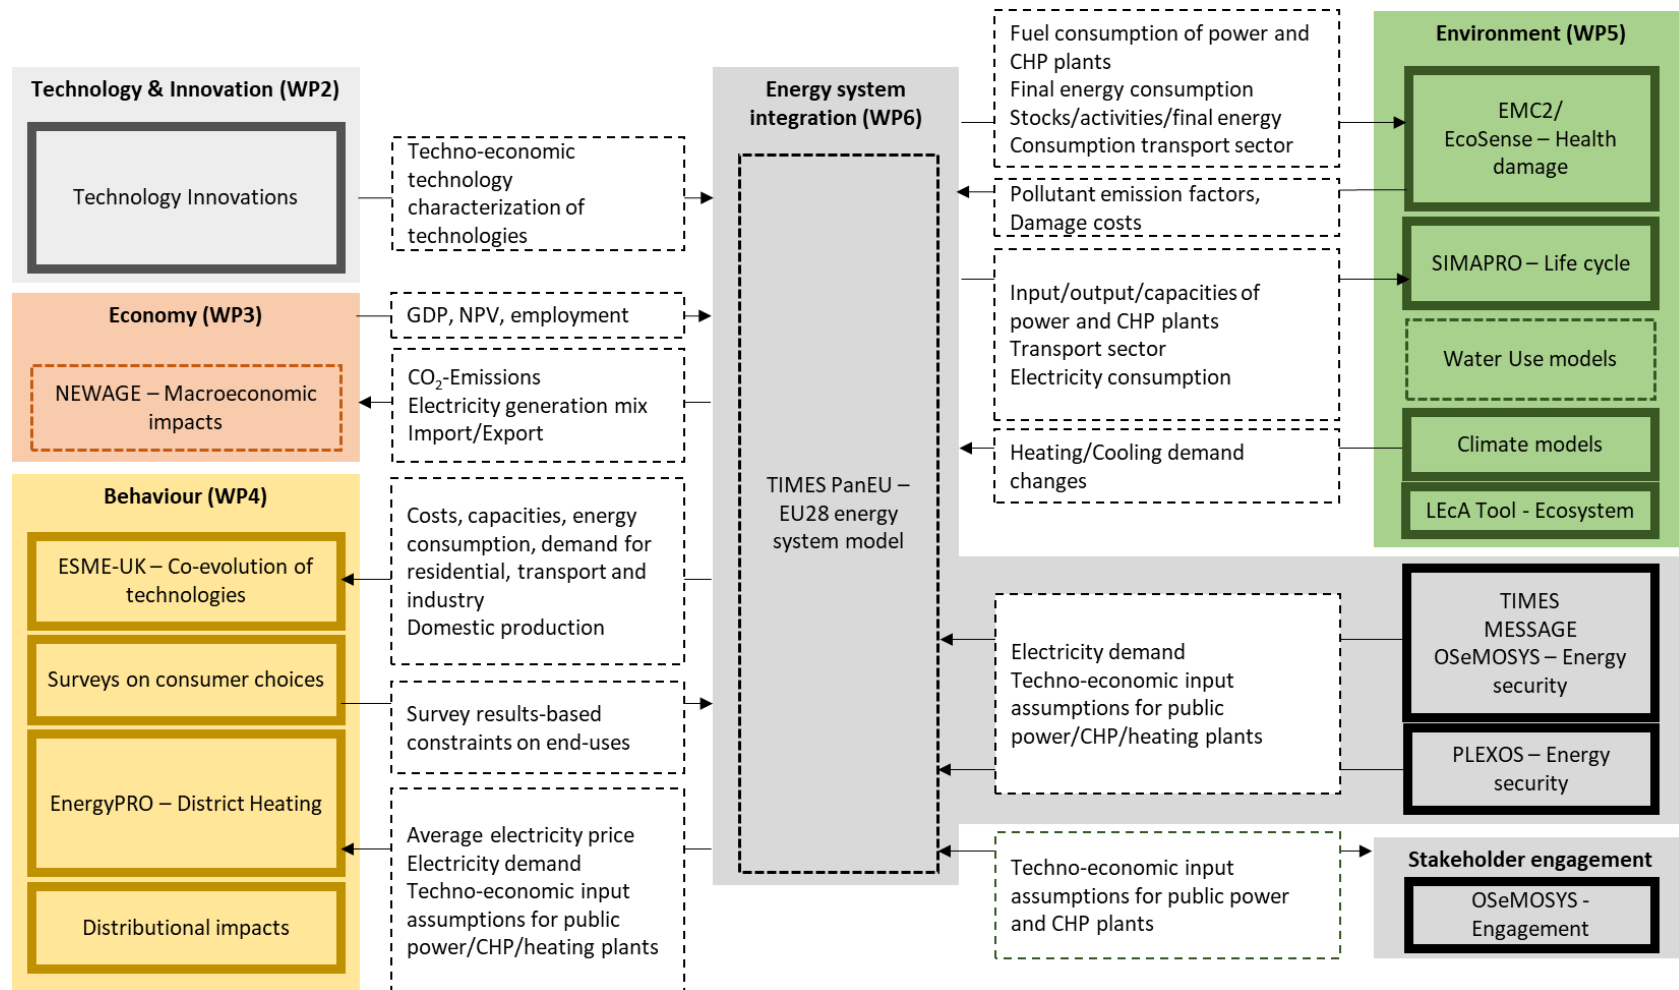 Technology & Innovation (WP2)
Technology Innovations
Techno-economic
technology
characterization of
technologies
Economy (WP3)
NEWAGE – Macroeconomic
impacts
GDP, NPV, employment
CO2-Emissions
Electricity generation mix
Import/Export
Behaviour (WP4)
ESME-UK – Co-evolution of
technologies
Surveys on consumer choices
EnergyPRO – District Heating
Distributional impacts
Costs, capacities, energy
consumption, demand for
residential, transport and
industry
Domestic production
Survey results-based
constraints on end-uses
Average electricity price
Electricity demand
Techno-economic input
assumptions for public
power/CHP/heating plants
Energy system
integration (WP6)
TIMES PanEU –
EU28 energy
system model
Fuel consumption of power and
CHP plants
Final energy consumption
Stocks/activities/final energy
Consumption transport sector
Pollutant emission factors,
Damage costs
Input/output/capacities of
power and CHP plants
Transport sector
Electricity consumption
Heating/Cooling demand
changes
Electricity demand
Techno-economic input
assumptions for public
power/CHP/heating plants
Techno-economic input
assumptions for public power
and CHP plants
Environment (WP5)
EMC2/
EcoSense – Health
damage
SIMAPRO – Life cycle
Water Use models
Climate models
LEcA Tool - Ecosystem
TIMES
MESSAGE
OSeMOSYS – Energy
security
PLEXOS – Energy
security
Stakeholder engagement
OSeMOSYS -
Engagement